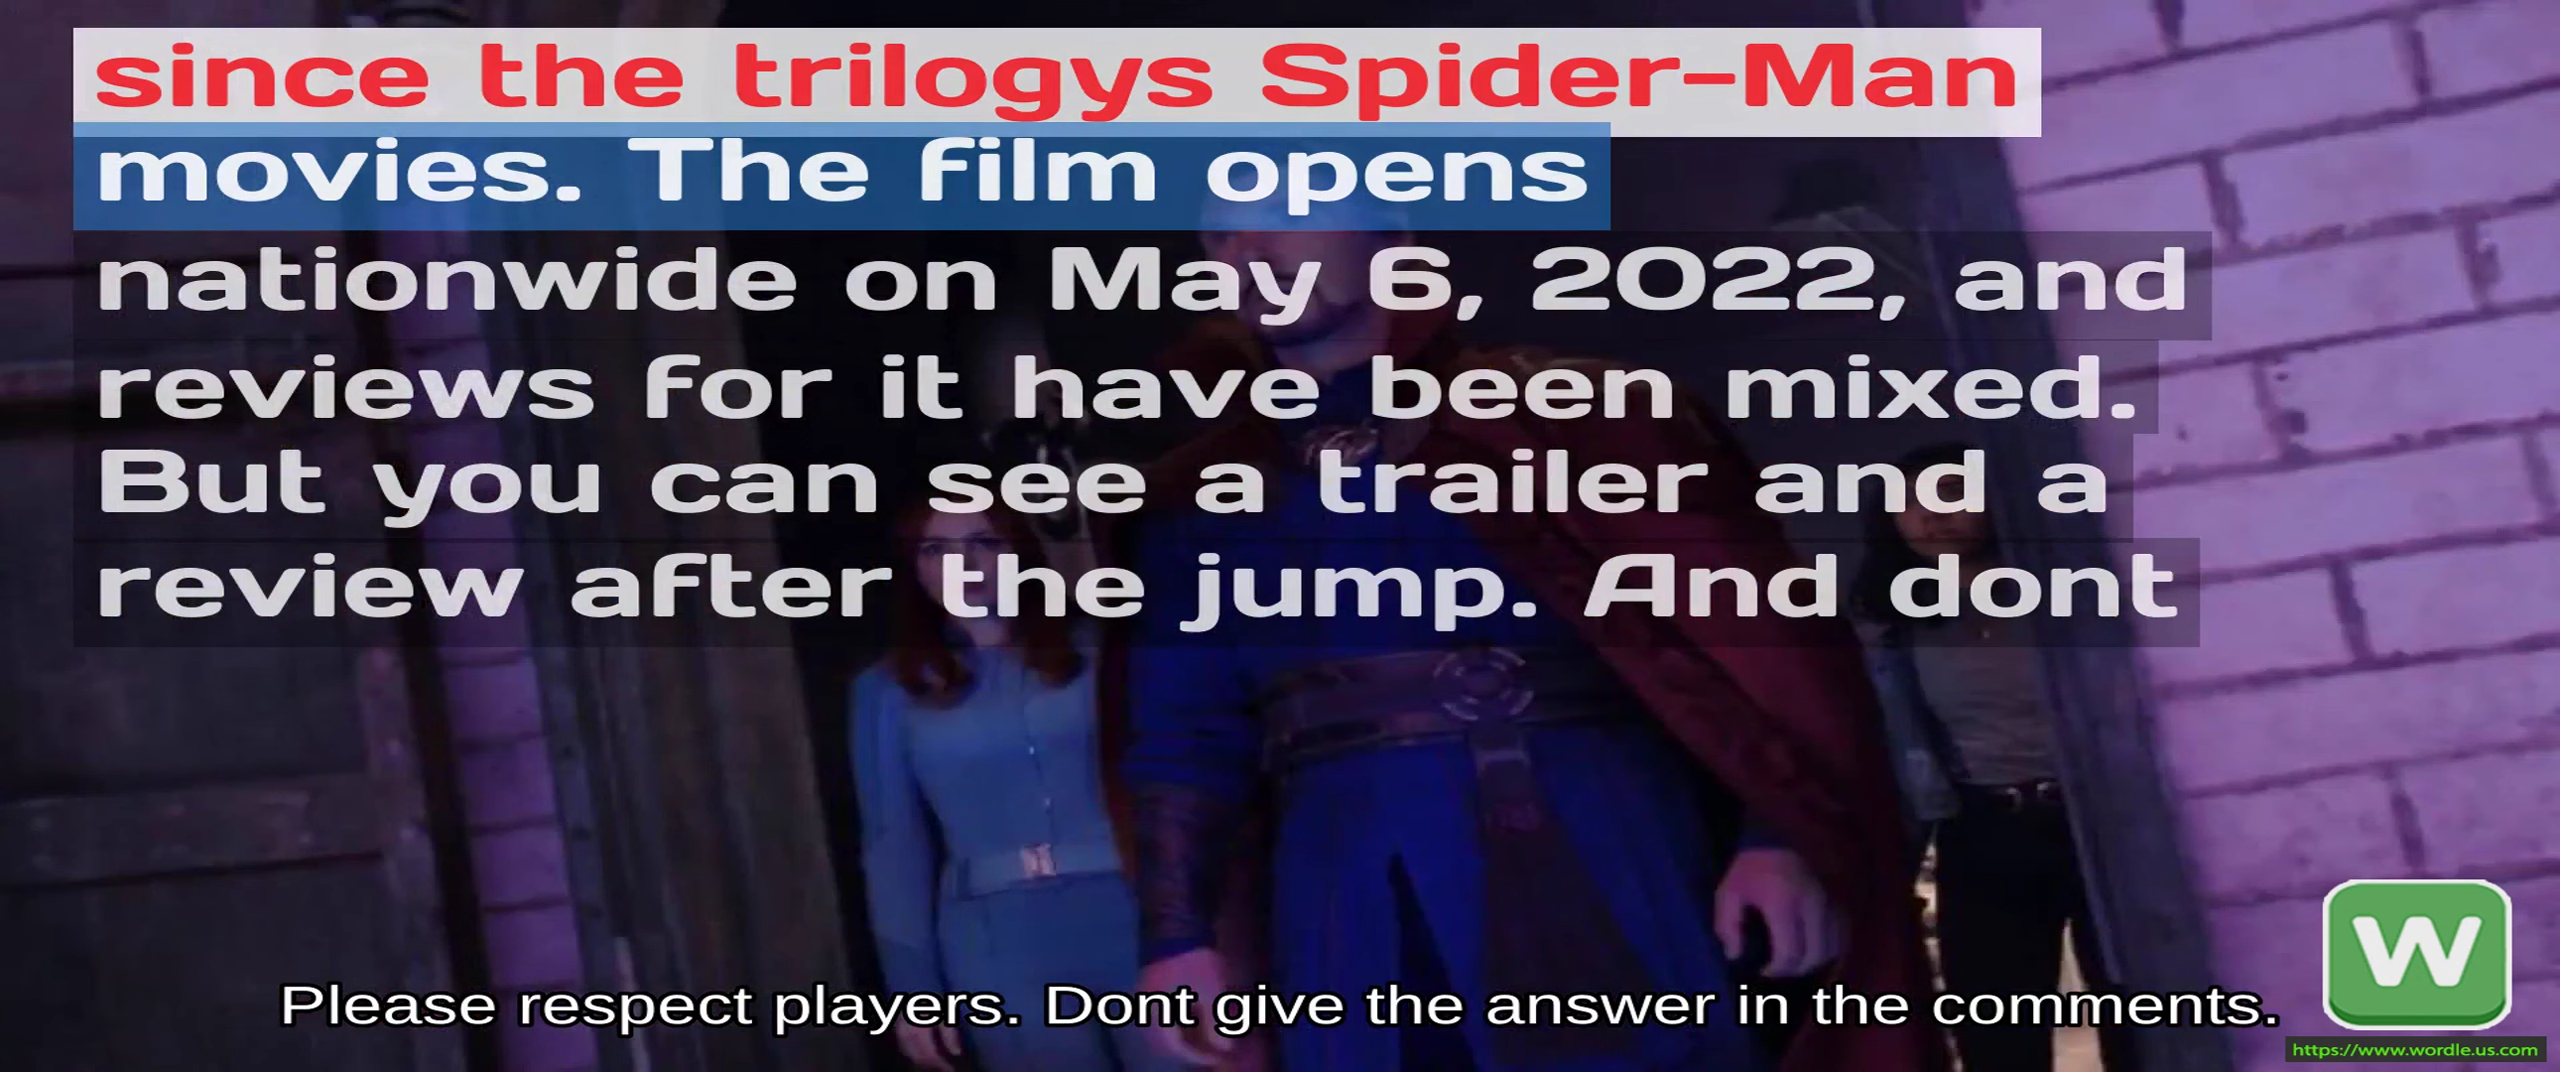 since the trilogys Spider-Man
movies. The film opens
nationwide on May 6, 2022, and
reviews for it have been mixed.
But you can see a trailer and a
review after the jump. And dont
Please respect players. Dont give the answer in the comments.
W
https://www.wordle.us.com